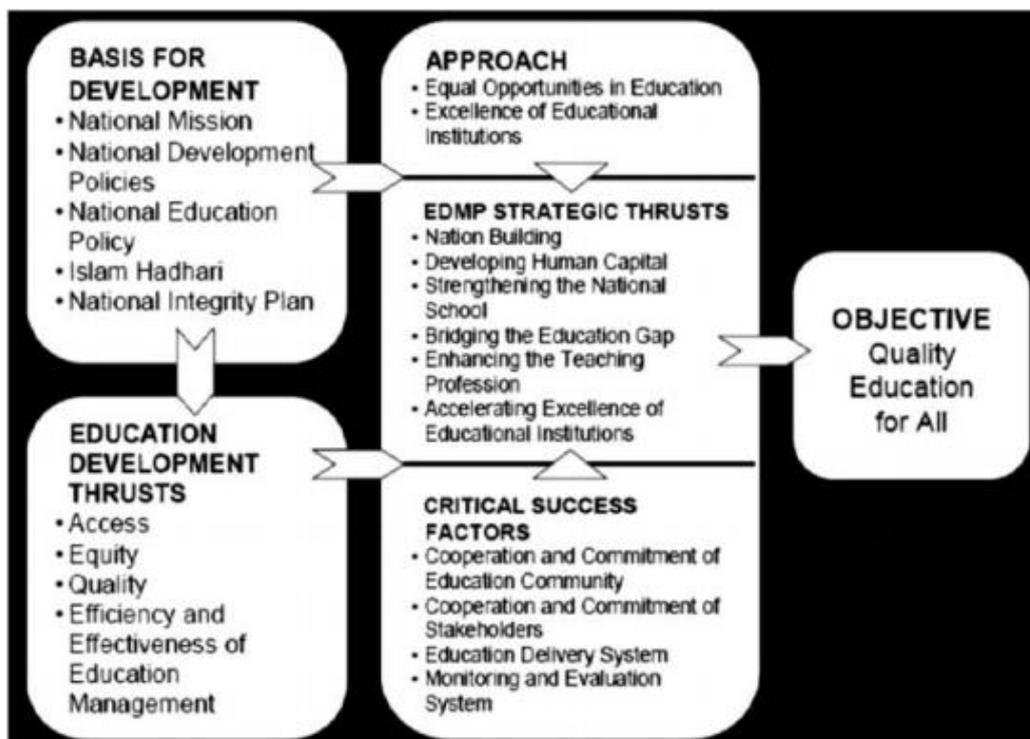 BASIS FOR
DEVELOPMENT
• National Mission
• National Development
Policies
• National Education
Policy
• Islam Hadhari
• National Integrity Plan
EDUCATION
DEVELOPMENT
THRUSTS
• Access
• Equity
• Quality
• Efficiency and
Effectiveness of
Education
Management
APPROACH
• Equal Opportunities in Education
• Excellence of Educational
Institutions
EDMP STRATEGIC THRUSTS
• Nation Building
• Developing Human Capital
• Strengthening the National
School
• Bridging the Education Gap
• Enhancing the Teaching
Profession
• Accelerating Excellence of
Educational Institutions
CRITICAL SUCCESS
FACTORS
• Cooperation and Commitment of
Education Community
• Cooperation and Commitment of
Stakeholders
• Education Delivery System
• Monitoring and Evaluation
System
OBJECTIVE
Quality
Education
for All